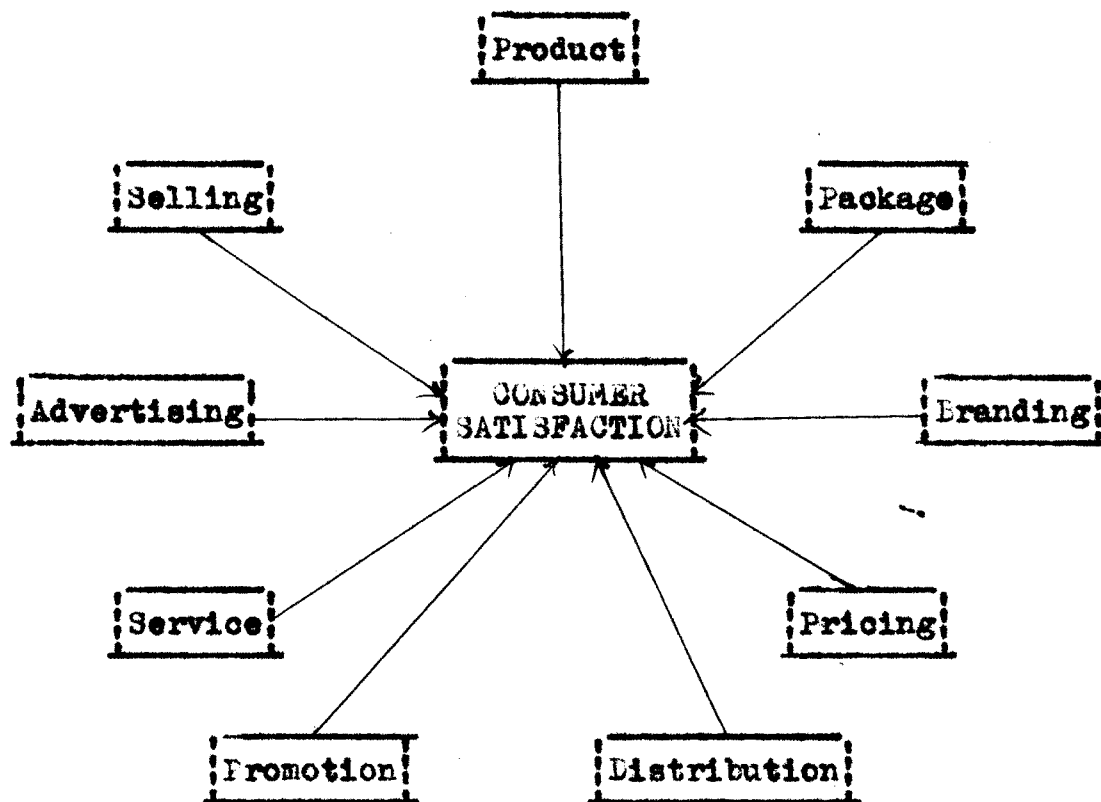 Product
Selling
Package
CONSUMER
SATISFACTION
Advertising
Branding
Service
Pricing
Promotion
Distribution